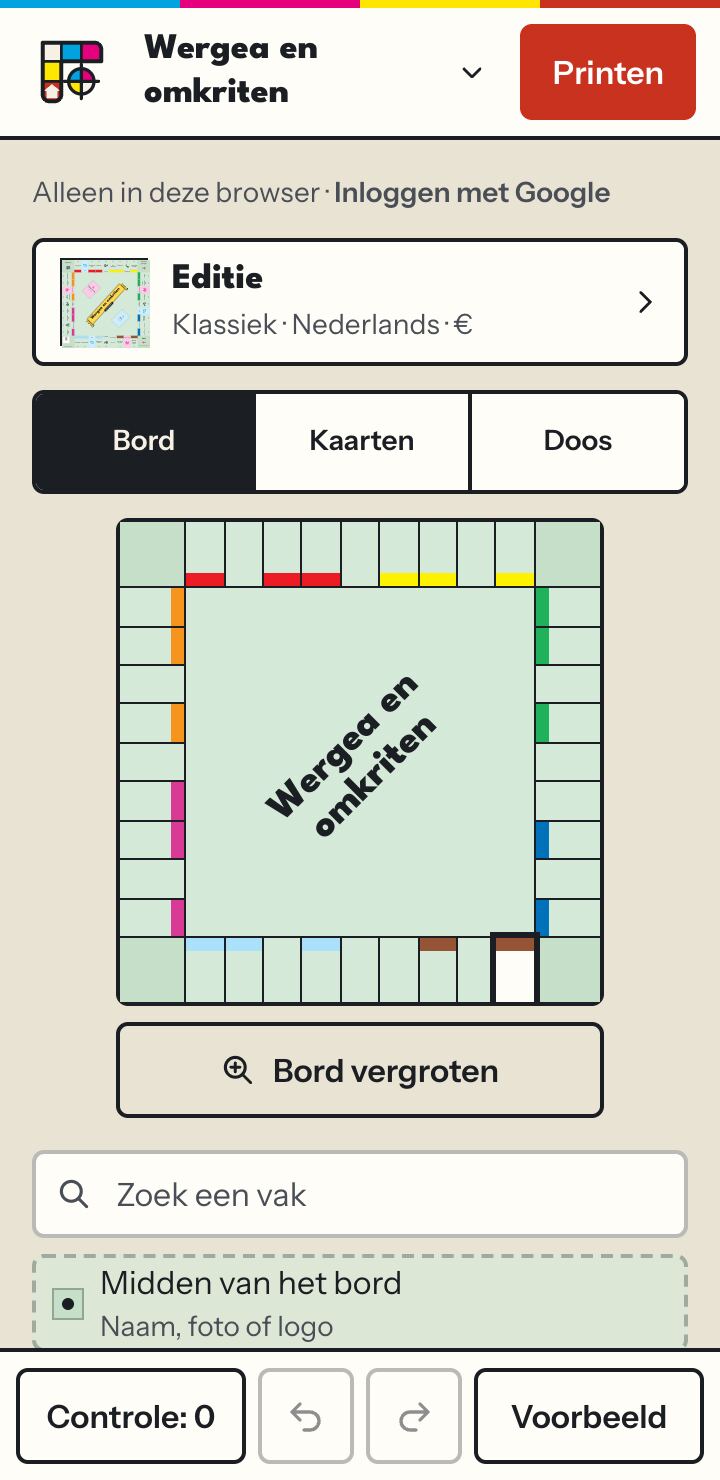 Wergea en
omkriten
Printen
Alleen in deze browser · Inloggen met Google
Editie
Klassiek · Nederlands · €
Bord
Kaarten
Doos
Wergea en
omkriten
Bord vergroten
Zoek een vak
Midden van het bord
Naam, foto of logo
Controle: 0
Voorbeeld